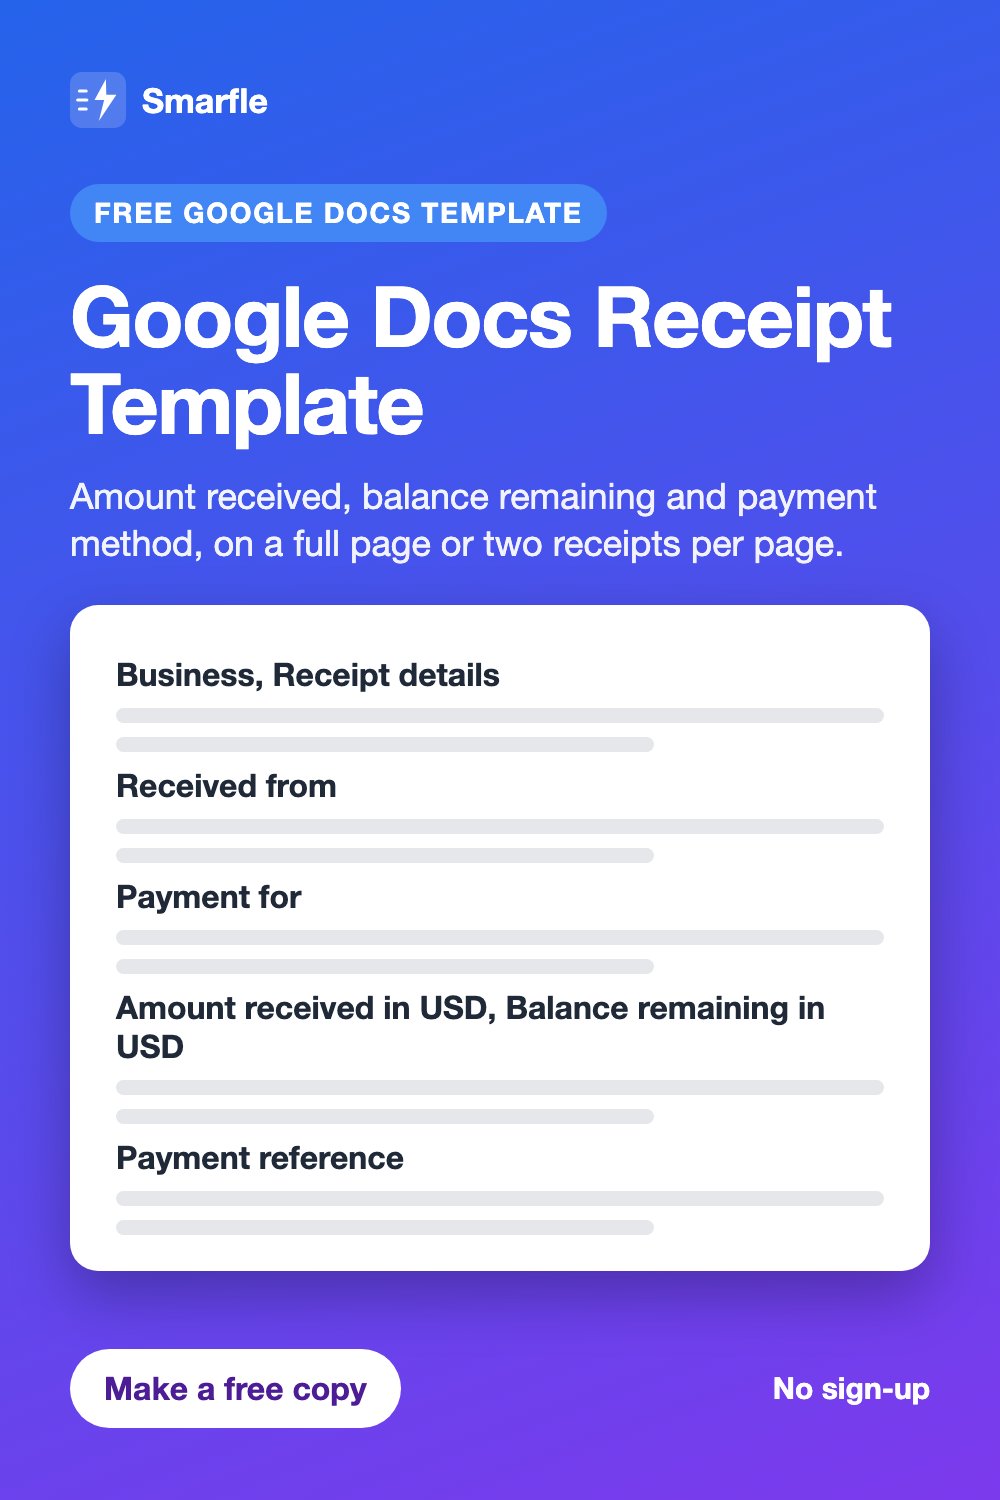 Smarfle
FREE GOOGLE DOCS TEMPLATE
Google Docs Receipt
Template
Amount received, balance remaining and payment
method, on a full page or two receipts per page.
Business, Receipt details
Received from
Payment for
Amount received in USD, Balance remaining in
USD
Payment reference
Make a free copy
No sign-up